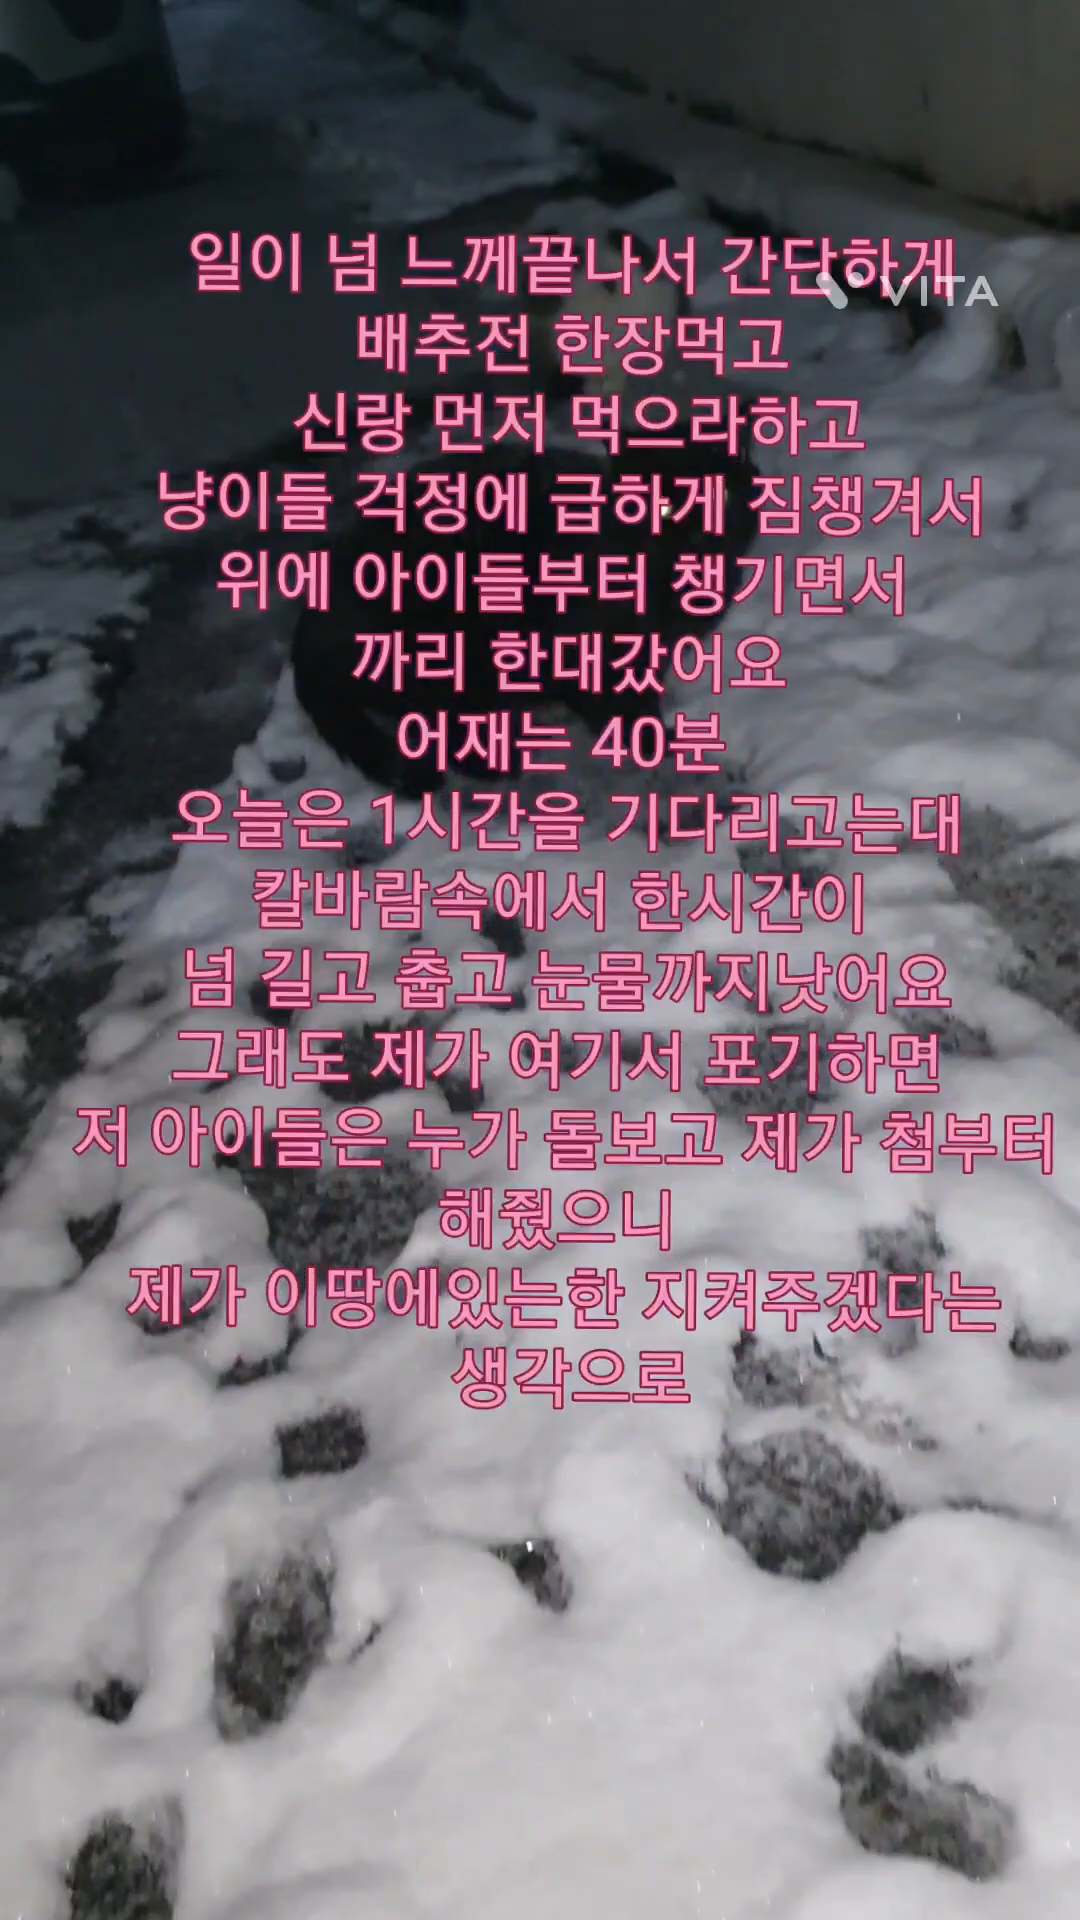 일이 넘 느께끝나서 간단하게
VITA
배추전 한장먹고
신랑 먼저 먹으라하고
냥이들 걱정에 급하게 짐챙겨서
위에 아이들부터 챙기면서
까리 한대갔어요
어재는 40분
오늘은 1시간을 기다리고는대
칼바람속에서 한시간이
넘 길고 춥고 눈물까지낫어요
그래도 제가 여기서 포기하면
저 아이들은 누가 돌보고 제가 첨부터
해줬으니
제가 이땅에있는한 지켜주겠다는
생각으로